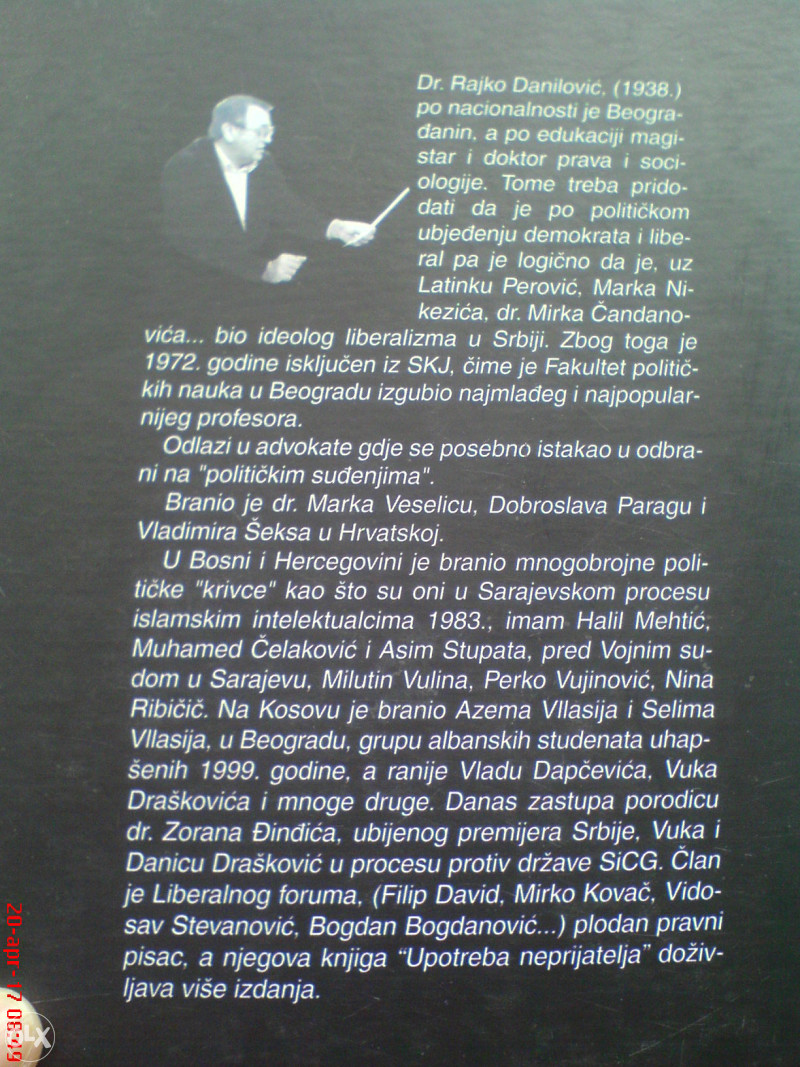 Dr. Rajko Danilović, (1938.)
po nacionalnosti je Beogra-
đanin, a po edukaciji magi-
star i doktor prava i soci-
ologije. Tome treba prido-
dati da je po političkom
ubjeđenju demokrata i libe-
ral pa je logično da je, uz
Latinku Perović, Marka Ni-
kezića, dr. Mirka Čandano-
vića... bio ideolog liberalizma u Srbiji. Zbog toga je
1972. godine isključen iz SKJ, čime je Fakultet politič-
kih nauka u Beogradu izgubio najmlađeg i najpopular-
nijeg profesora.
Odlazi u advokate gdje se posebno istakao u odbra-
ni na "političkim suđenjima".
Branio je dr. Marka Veselicu, Dobroslava Paragu i
Vladimira Šeksa u Hrvatskoj.
U Bosni i Hercegovini je branio mnogobrojne poli-
tičke "krivce" kao što su oni u Sarajevskom procesu
islamskim intelektualcima 1983., imam Halil Mehtić,
Muhamed Čelaković i Asim Stupata, pred Vojnim su-
dom u Sarajevu, Milutin Vulina, Perko Vujinović, Nina
Ribičič. Na Kosovu je branio Azema Vllasija i Selima
Vllasija, u Beogradu, grupu albanskih studenata uhap-
šenih 1999. godine, a ranije Vladu Dapčevića, Vuka
Draškovića i mnoge druge. Danas zastupa porodicu
dr. Zorana Đinđića, ubijenog premijera Srbije, Vuka i
Danicu Drašković u procesu protiv države SiCG. Član
je Liberalnog foruma, (Filip David, Mirko Kovač, Vido-
sav Stevanović, Bogdan Bogdanović...) plodan pravni
pisac, a njegova knjiga “Upotreba neprijatelja” doživ-
ljava više izdanja.
20-apr-17
OLX